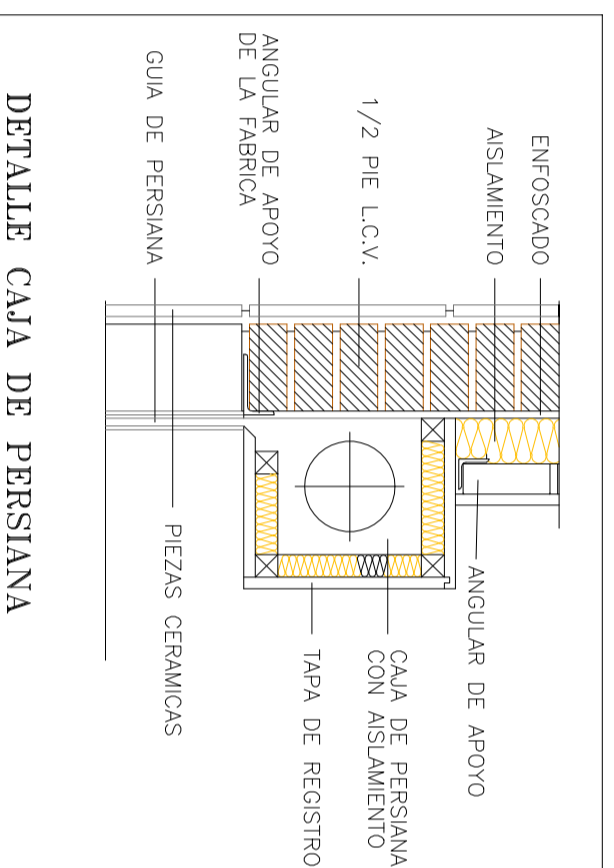 ENFOSCADO
AISLAMIENTO
1/2 PIE L.C.V.
ANGULAR DE APOYO
DE LA FABRICA
GUIA DE PERSIANA
ANGULAR DE APOYO
CAJA DE PERSIANA
CON AISLAMIENTO
TAPA DE REGISTRO
PIEZAS CERAMICAS
DETALLE CAJA DE PERSIANA